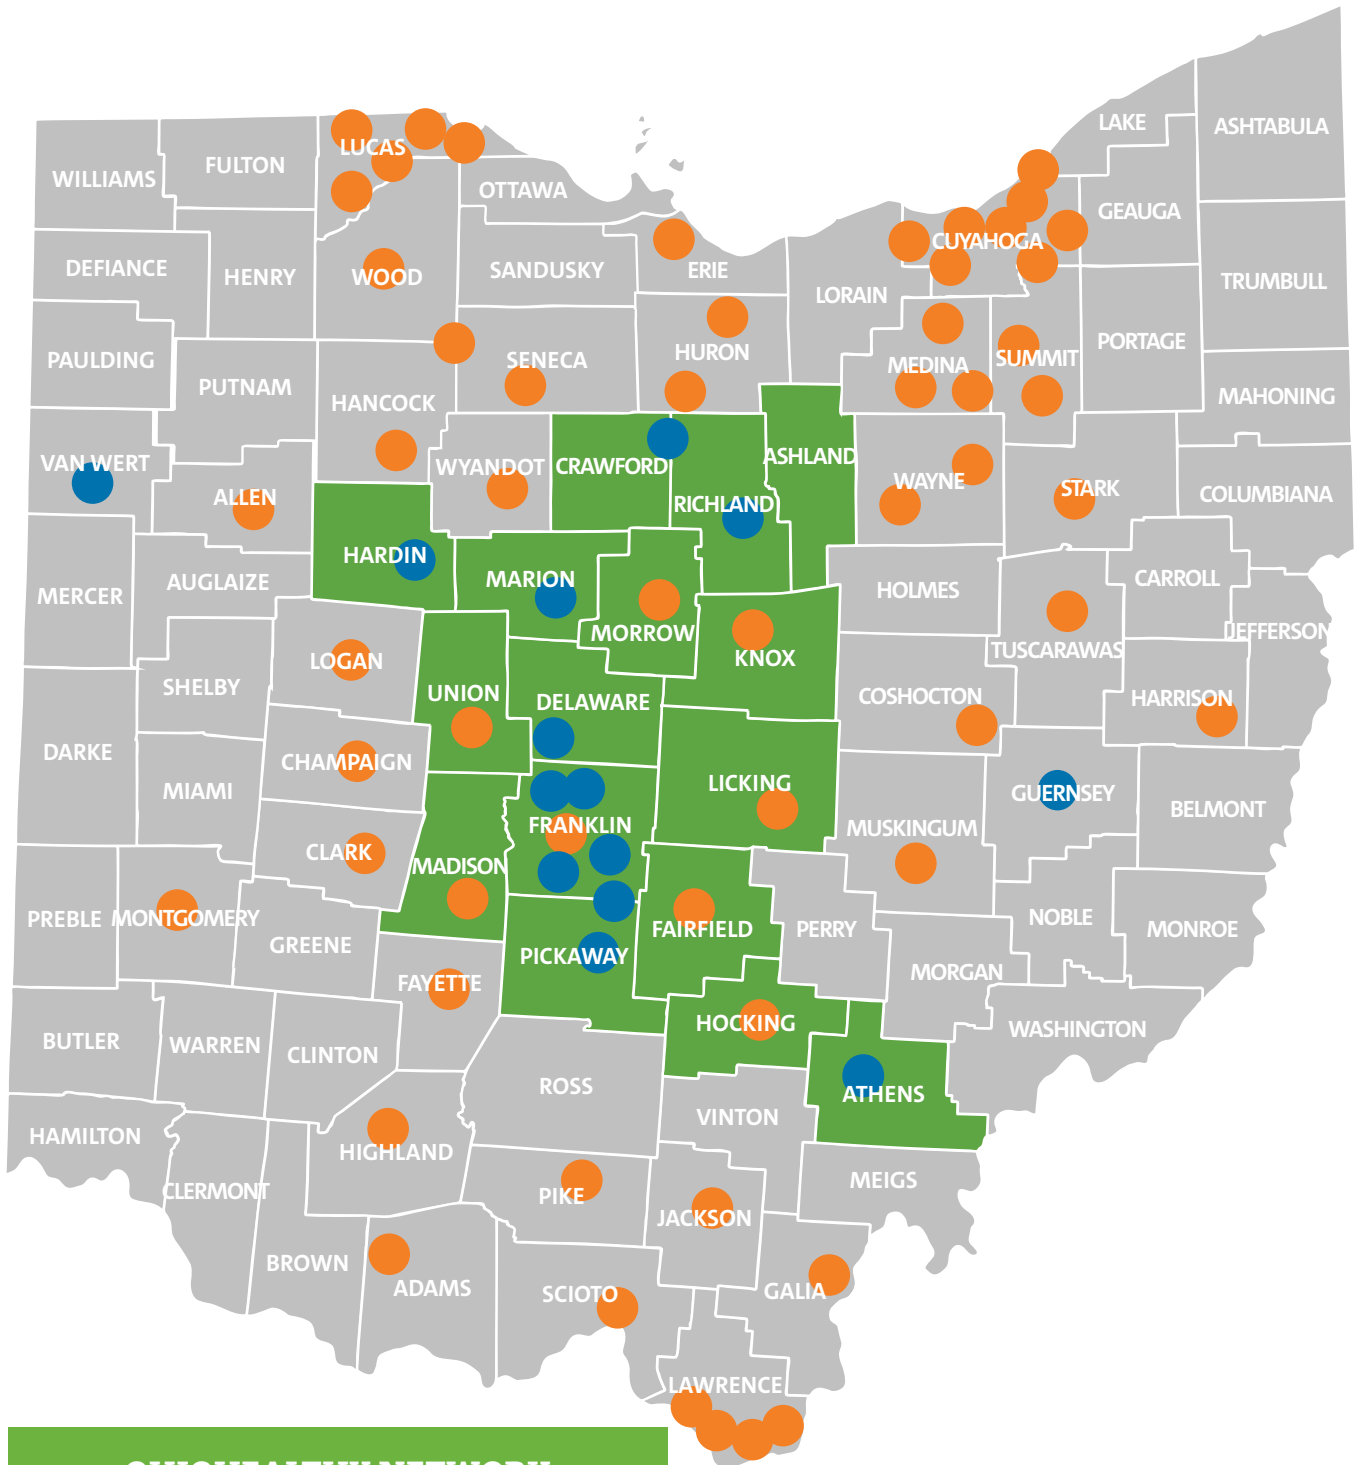 LAKE
ASHTABULA
LUCAS
FULTON
WILLIAMS
OTTAWA
GEAUGA
CUYAHOGA
DEFIANCE
HENRY
WOOD
SANDUSKY
ERIE
LORAIN
TRUMBULL
PAULDING
PUTNAM
SENECA
HURON
MEDINA
SUMMIT
PORTAGE
HANCOCK
MAHONING
VAN WERT
WYANDOT
CRAWFORD
ASHLAND
ALLEN
RICHLAND
WAYNE
STARK
COLUMBIANA
HARDIN
MARION
MERCER
AUGLAIZE
HOLMES
CARROLL
MORROW
JEFFERSON
LOGAN
KNOX
TUSCARAWAS
SHELBY
UNION
DELAWARE
COSHOCTON
HARRISON
DARKE
CHAMPAIGN
MIAMI
LICKING
GUERNSEY
BELMONT
FRANKLIN
MUSKINGUM
CLARK
MADISON
PREBLE
MONTGOMERY
GREENE
FAIRFIELD
PERRY
NOBLE
MONROE
PICKAWAY
FAYETTE
MORGAN
BUTLER
WARREN
CLINTON
HOCKING
WASHINGTON
ROSS
ATHENS
VINTON
HAMILTON
HIGHLAND
CLERMONT
PIKE
JACKSON
MEIGS
BROWN
ADAMS
SCIOTO
GALIA
LAWRENCE